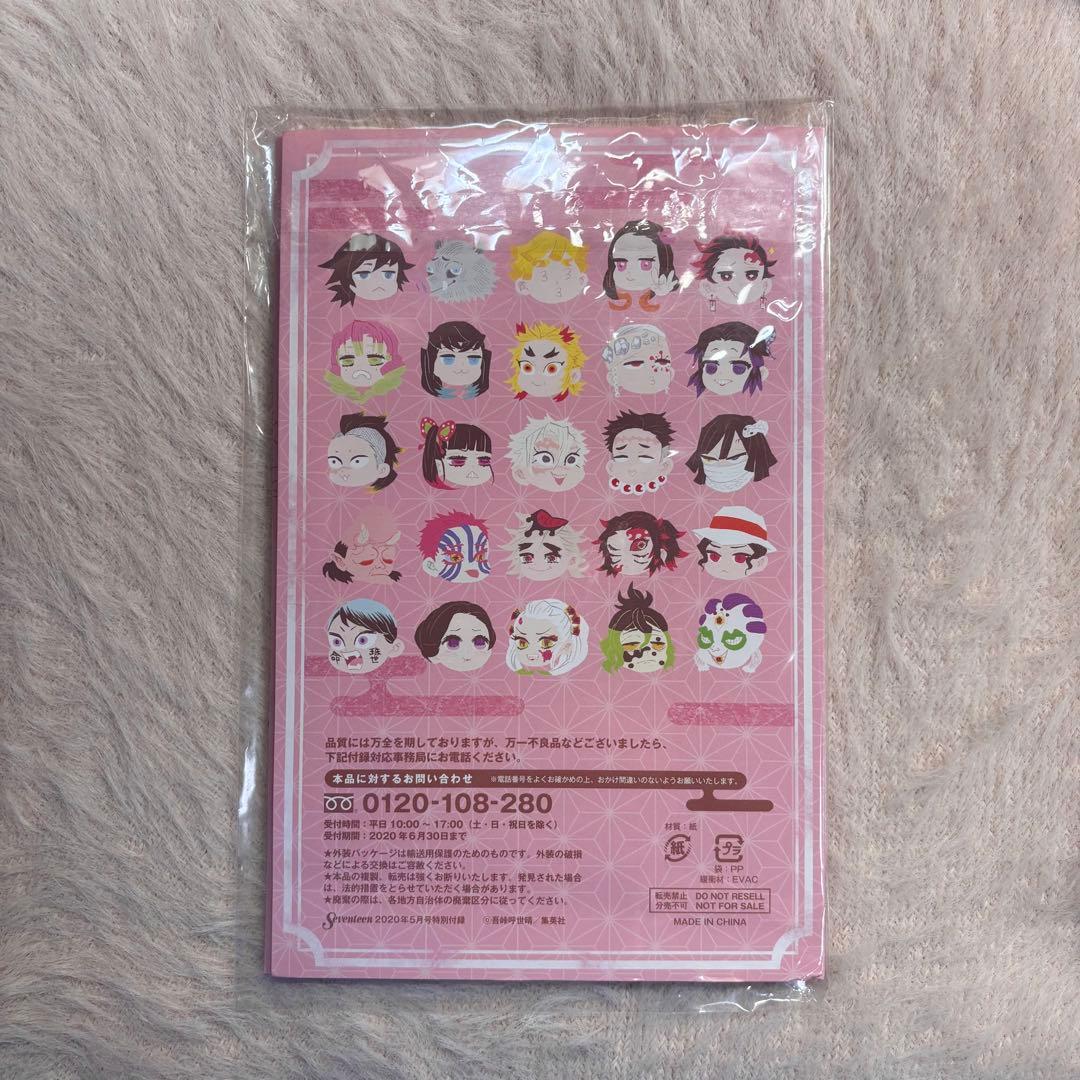 命 珠世
品質には万全を期しておりますが、万一不良品などございましたら、
下記付録対応事務局にお電話ください。
本品に対するお問い合わせ ※電話番号をよくお確かめの上、おかけ間違いのないようお願いいたします。
0120-108-280
受付時間：平日 10:00～17:00（土・日・祝日を除く）
受付期間：2020年6月30日まで
★外装パッケージは輸送用保護のためのものです。外装の破損
などによる交換はご容赦ください。
★本品の複製、転売は強くお断りいたします。発見された場合
は、法的措置をとらせていただく場合があります。
★廃棄の際は、各地方自治体の廃棄区分に従ってください。
Seventeen 2020年5月号特別付録 ©吾峠呼世晴／集英社
材質：紙
紙 プラ
袋：PP
緩衝材：EVAC
転売禁止 DO NOT RESELL
分売不可 NOT FOR SALE
MADE IN CHINA